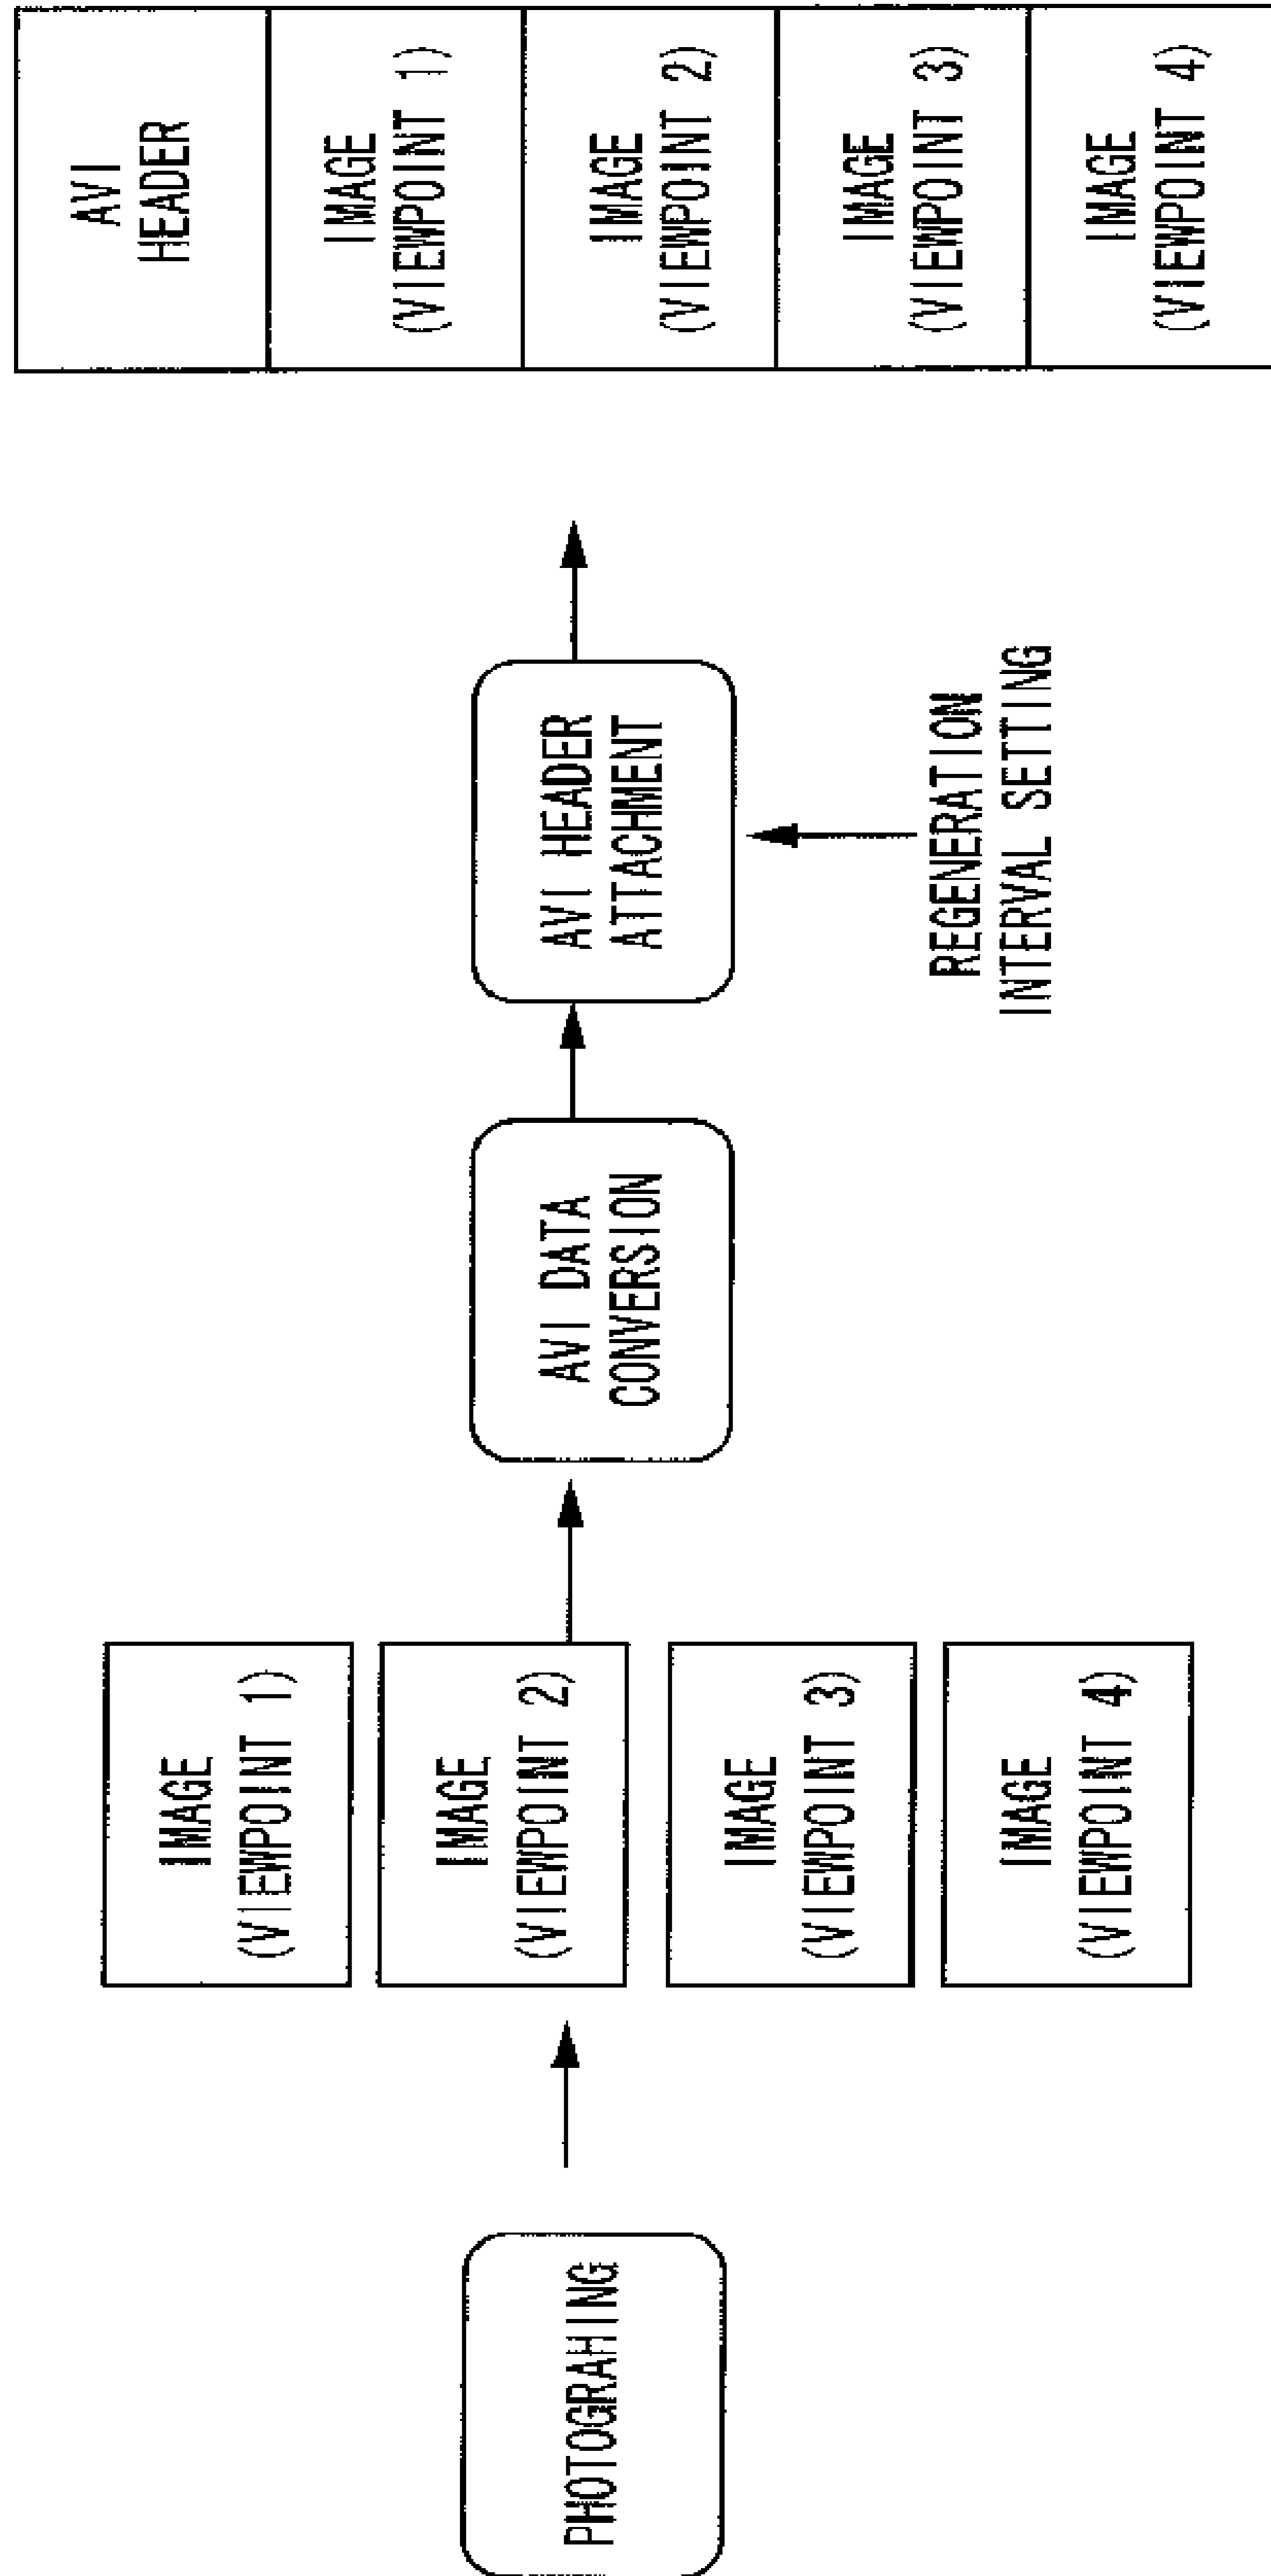 PHOTOGRAHING
IMAGE
(VIEWPOINT 1)
IMAGE
(VIEWPOINT 2)
IMAGE
(VIEWPOINT 3)
IMAGE
(VIEWPOINT 4)
AVI DATA
CONVERSION
AVI HEADER
ATTACHMENT
REGENERATION
INTERVAL SETTING
AVI
HEADER
IMAGE
(VIEWPOINT 1)
IMAGE
(VIEWPOINT 2)
IMAGE
(VIEWPOINT 3)
IMAGE
(VIEWPOINT 4)